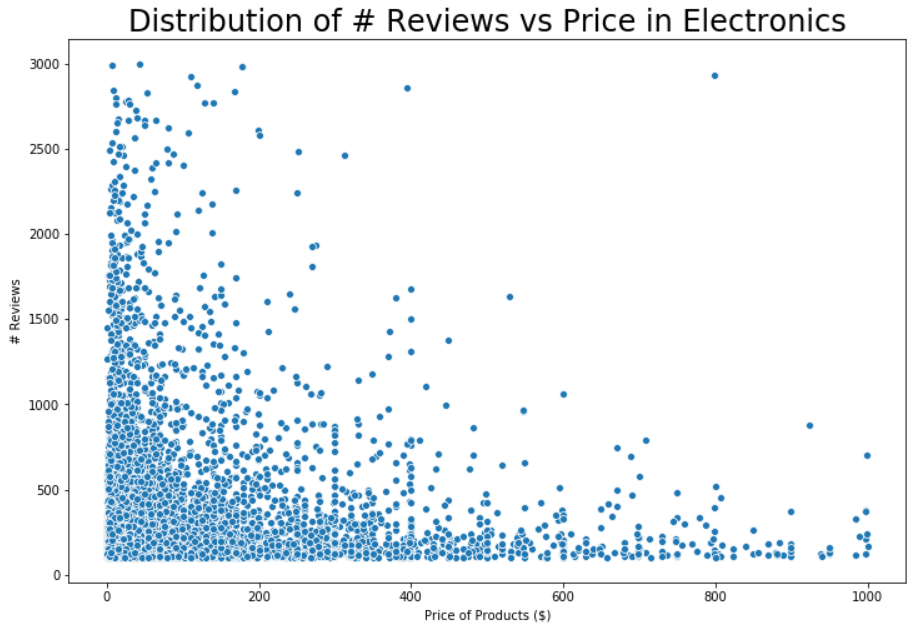 Distribution of # Reviews vs Price in Electronics
3000
2500
2000
1500
1000
500
0
# Reviews
0 200 400 600 800 1000
Price of Products ($)